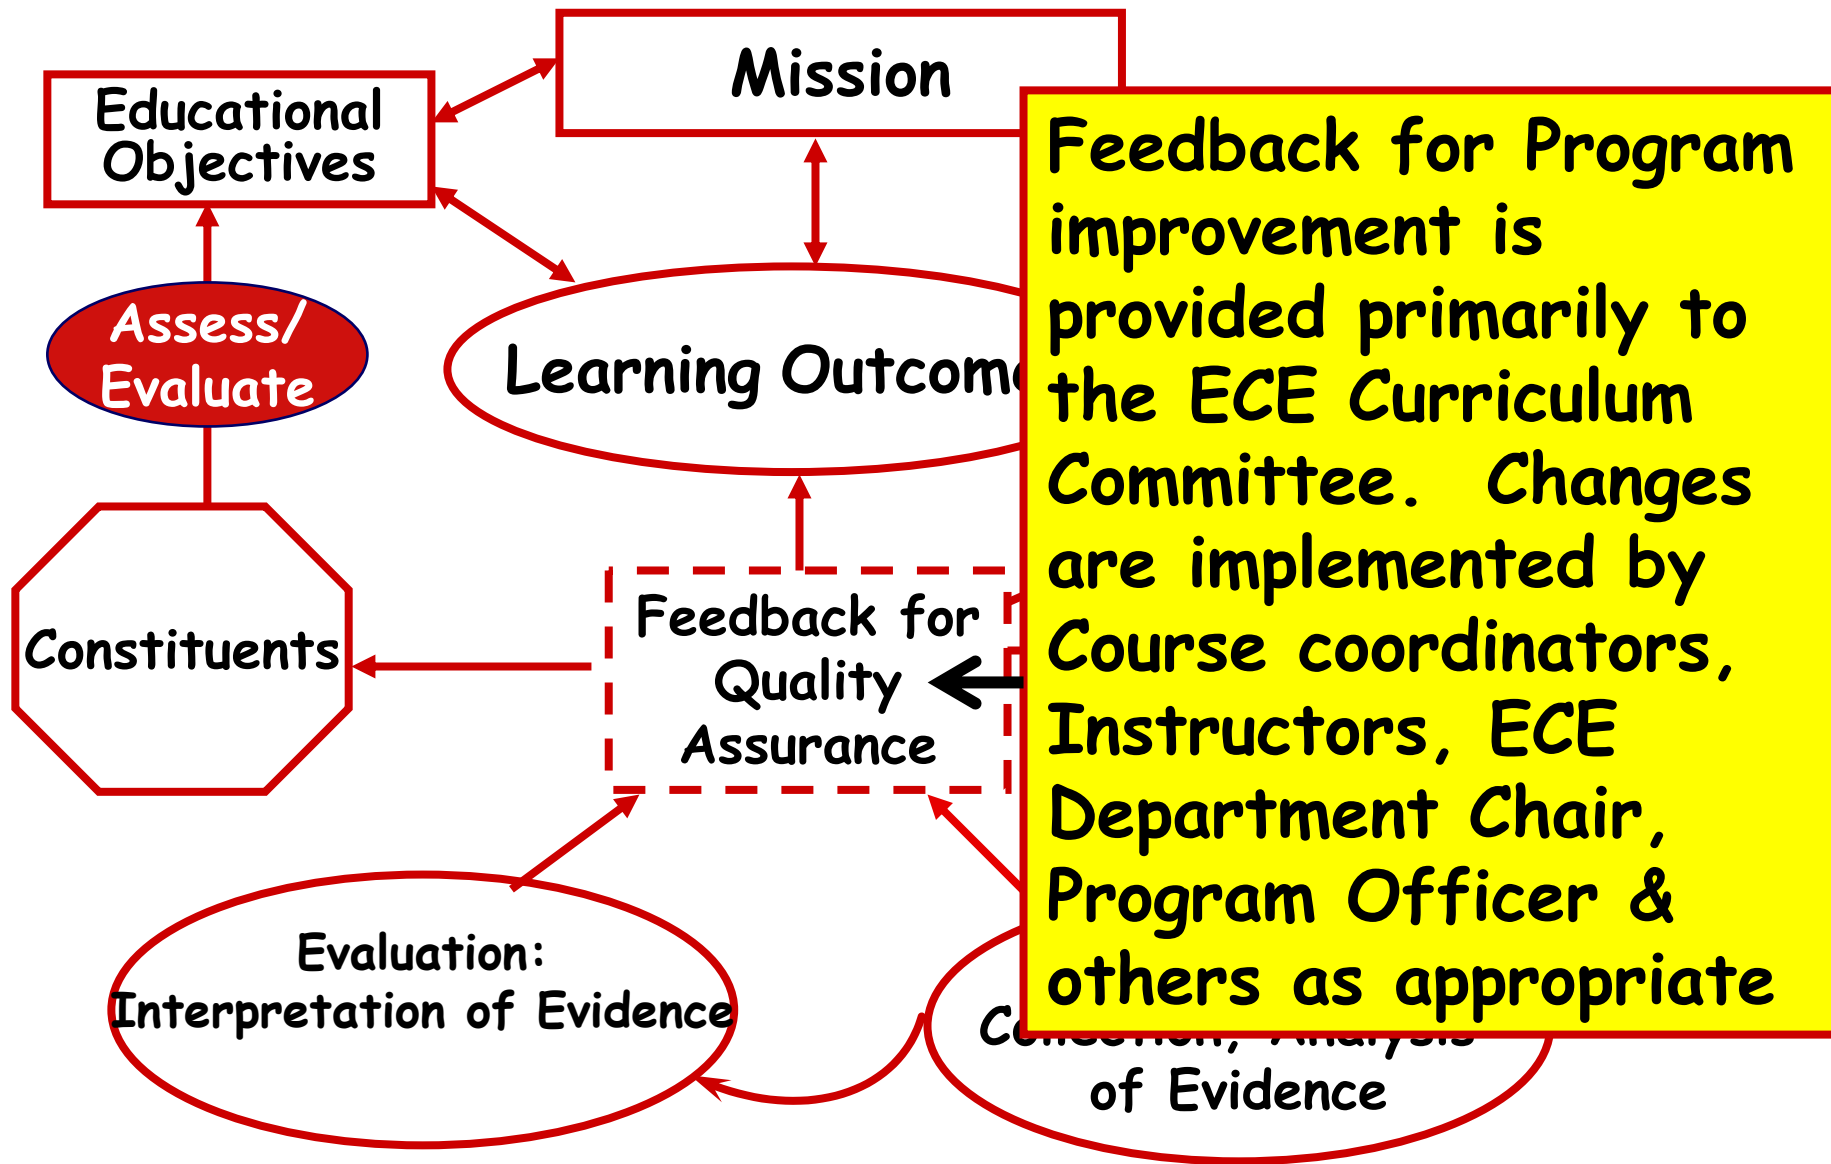 Mission
Educational
Objectives
Feedback for Program
improvement is
provided primarily to
the ECE Curriculum
Committee. Changes
are implemented by
Course coordinators,
Instructors, ECE
Department Chair,
Program Officer &
others as appropriate
Assess/
Evaluate
Learning
Constituents
Feedback for
Quality
Assurance
Evaluation:
Interpretation of Evidence
of Evidence